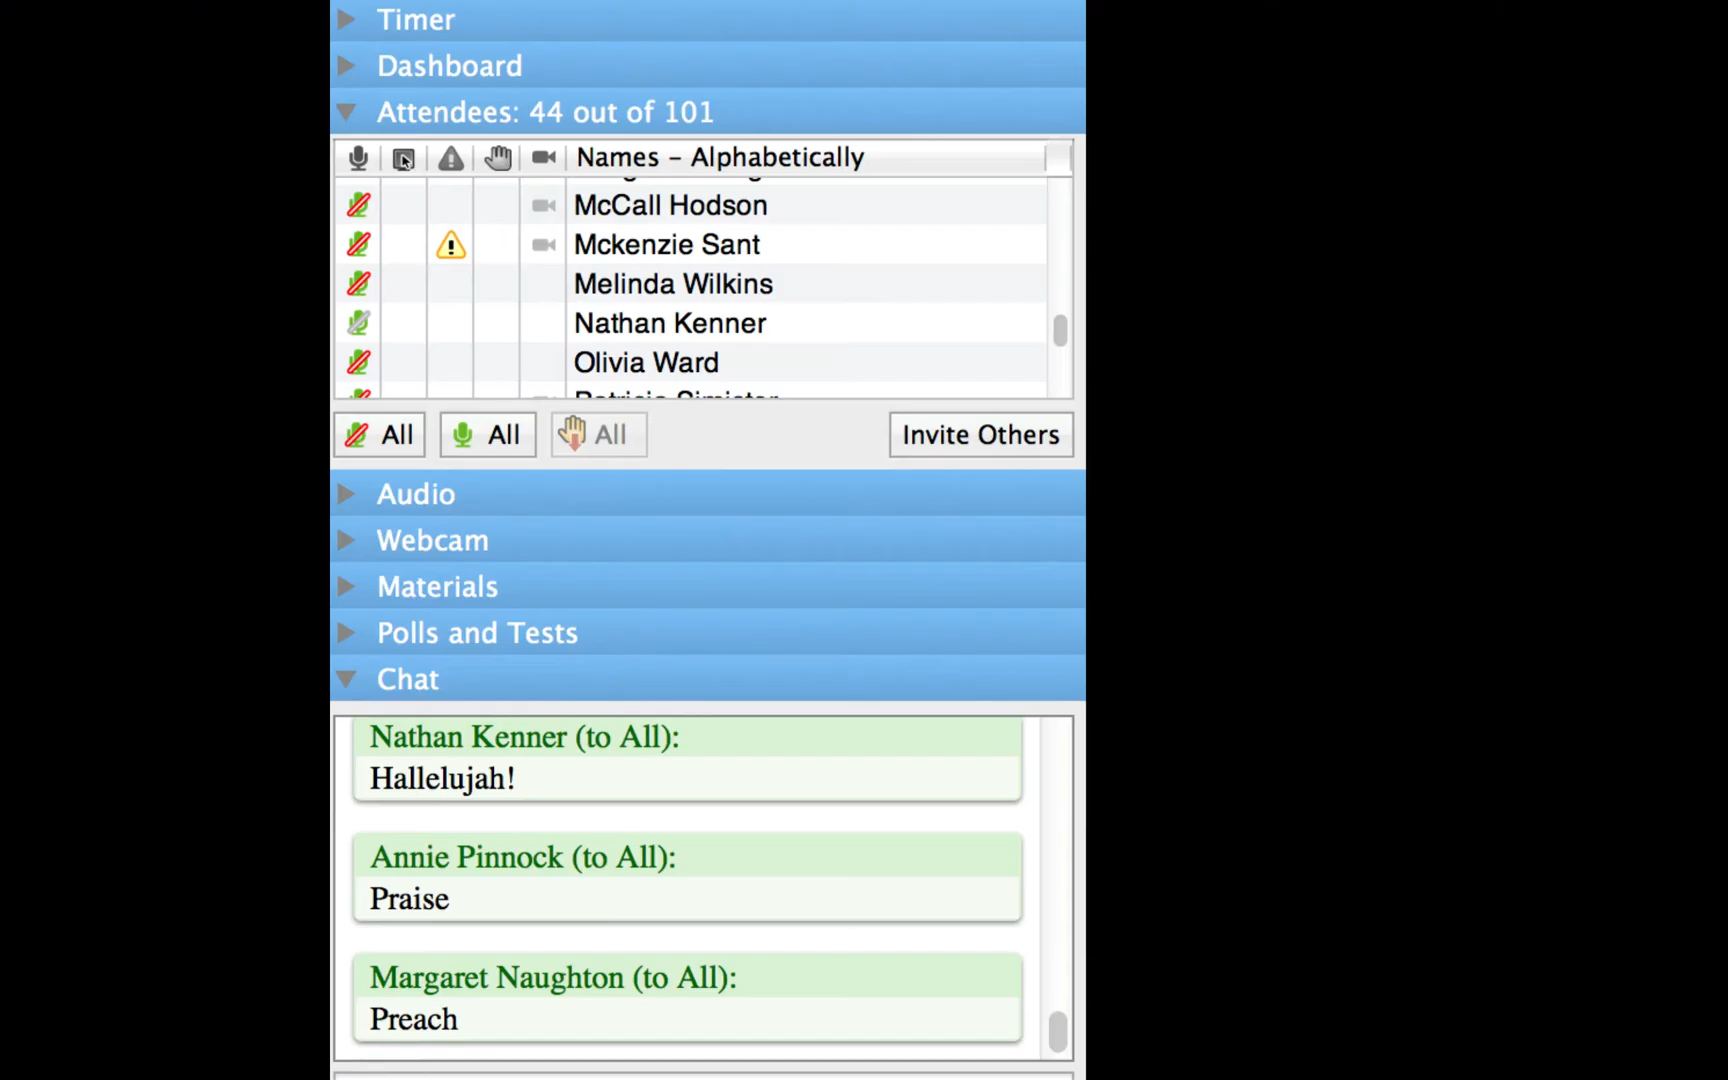 Timer
Dashboard
Attendees: 44 out of 101
Names - Alphabetically
McCall Hodson
Mckenzie Sant
Melinda Wilkins
Nathan Kenner
Olivia Ward
All All All Invite Others
Audio
Webcam
Materials
Polls and Tests
Chat
Nathan Kenner (to All):
Hallelujah!
Annie Pinnock (to All):
Praise
Margaret Naughton (to All):
Preach